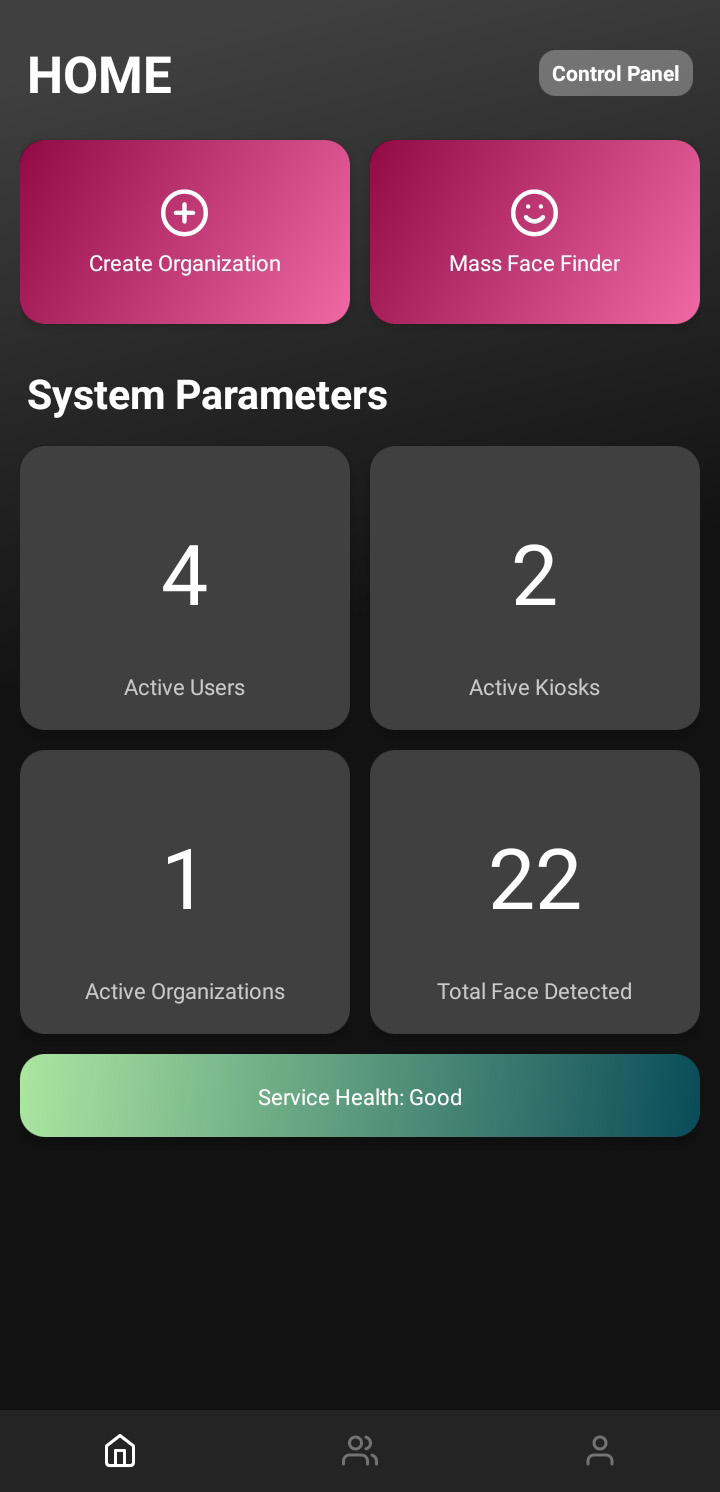 HOME
Control Panel
Create Organization
Mass Face Finder
System Parameters
4
2
Active Users
Active Kiosks
1
22
Active Organizations
Total Face Detected
Service Health: Good